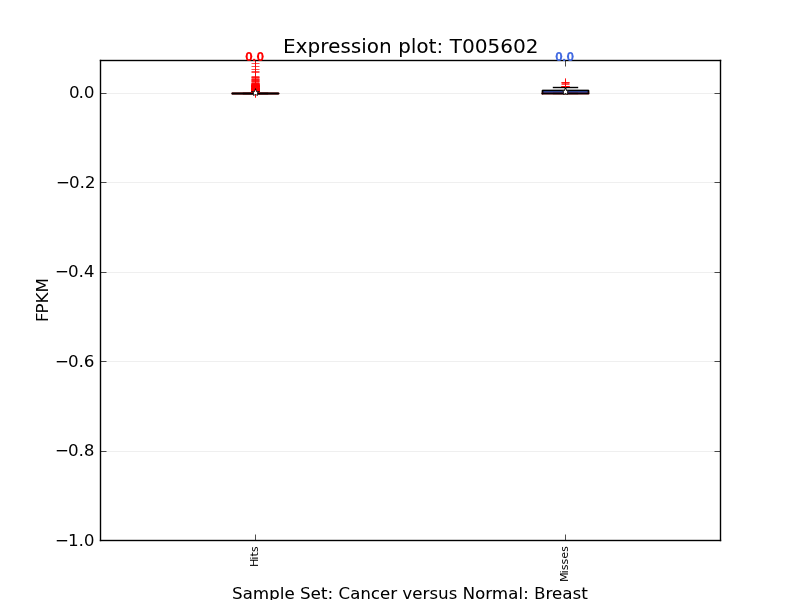 Expression plot: T005602
0.0 0.0
0.0
−0.2
−0.4
−0.6
−0.8
−1.0
FPKM
Hits Misses
Sample Set: Cancer versus Normal: Breast